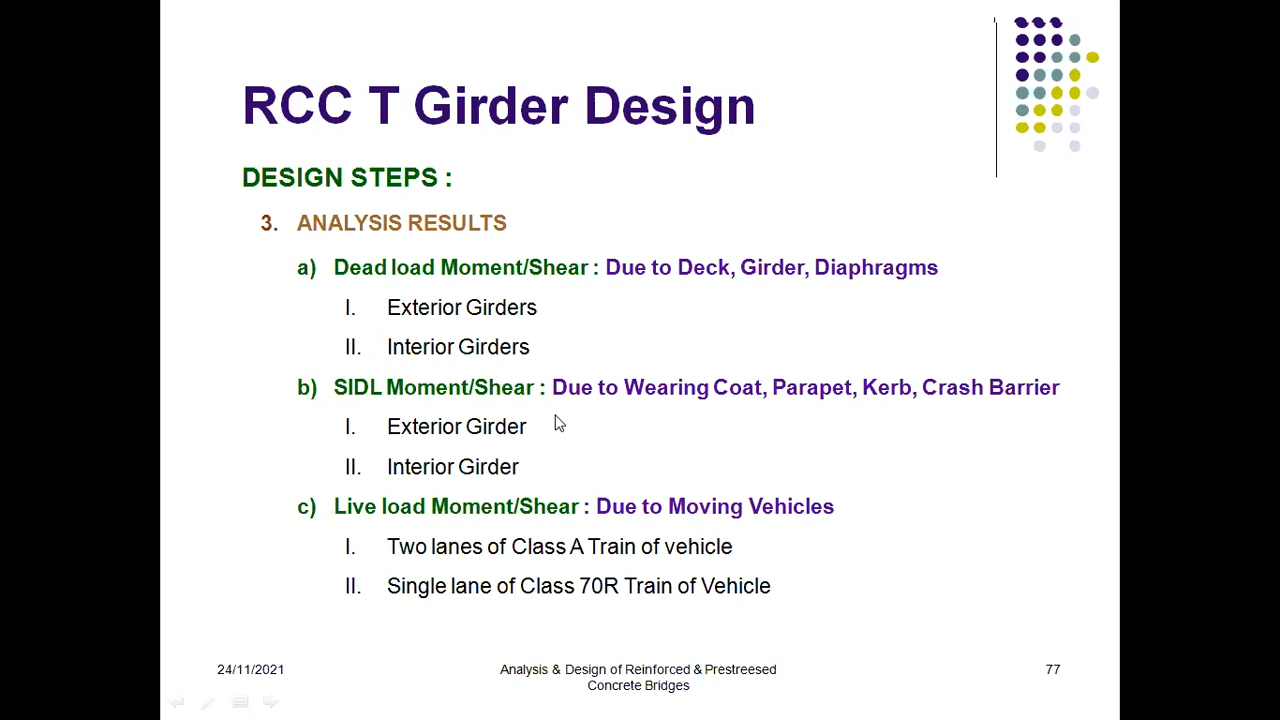 RCC T Girder Design
DESIGN STEPS :
3. ANALYSIS RESULTS
a) Dead load Moment/Shear : Due to Deck, Girder, Diaphragms
I. Exterior Girders
II. Interior Girders
b) SIDL Moment/Shear : Due to Wearing Coat, Parapet, Kerb, Crash Barrier
I. Exterior Girder
II. Interior Girder
c) Live load Moment/Shear : Due to Moving Vehicles
I. Two lanes of Class A Train of vehicle
II. Single lane of Class 70R Train of Vehicle
24/11/2021
Analysis & Design of Reinforced & Prestreesed
Concrete Bridges
77